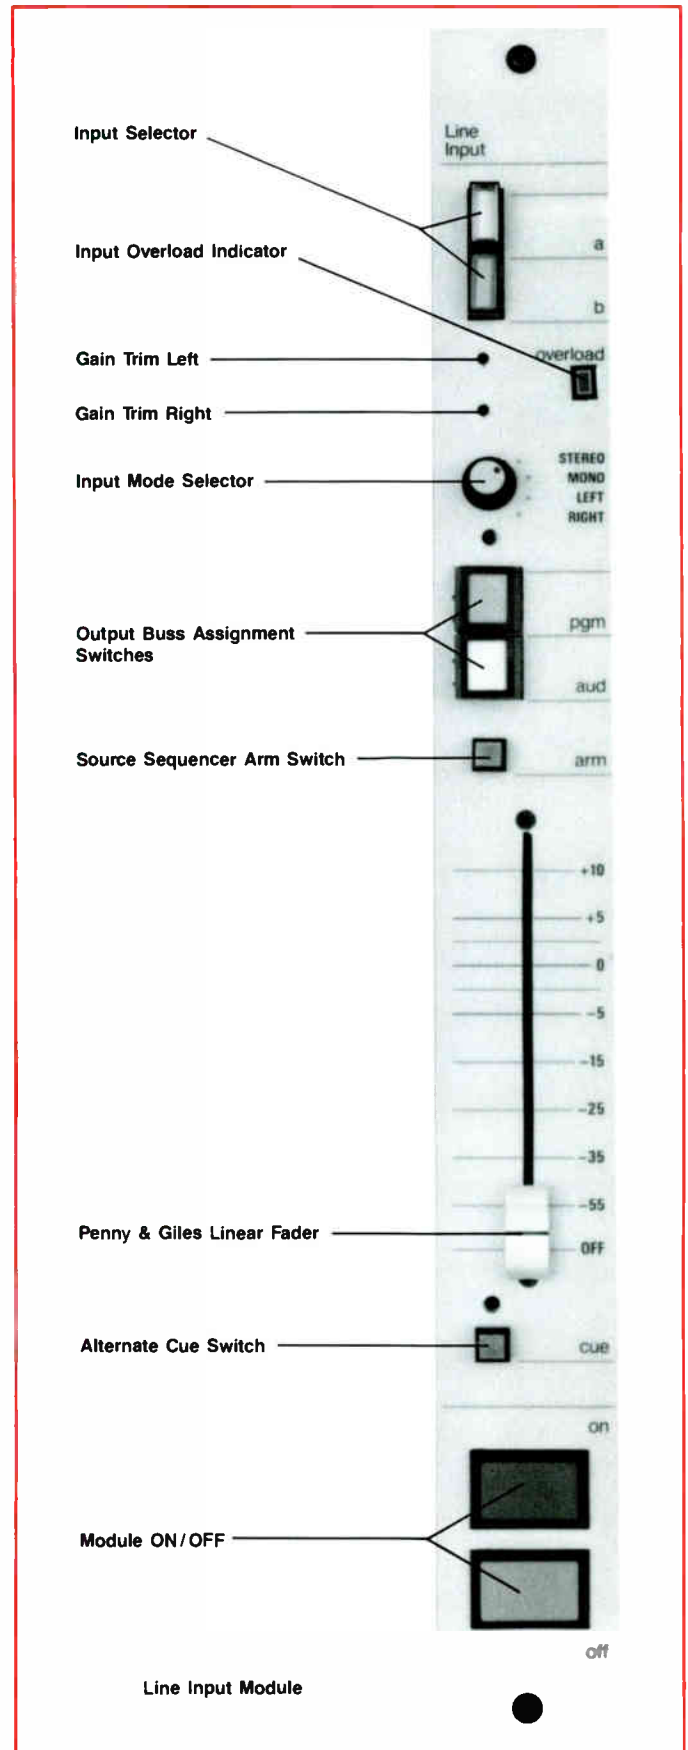 Line
Input
Input Selector
a
Input Overload Indicator
b
overload
Gain Trim Left
Gain Trim Right
STEREO
Input Mode Selector
MONO
LEFT
RIGHT
pgm
Output Buss Assignment
Switches
aud
Source Sequencer Arm Switch
arm
+10
+5
0
-5
-15
-25
-35
-55
Penny & Giles Linear Fader
OFF
Alternate Cue Switch
cue
on
Module ON/OFF
off
Line Input Module